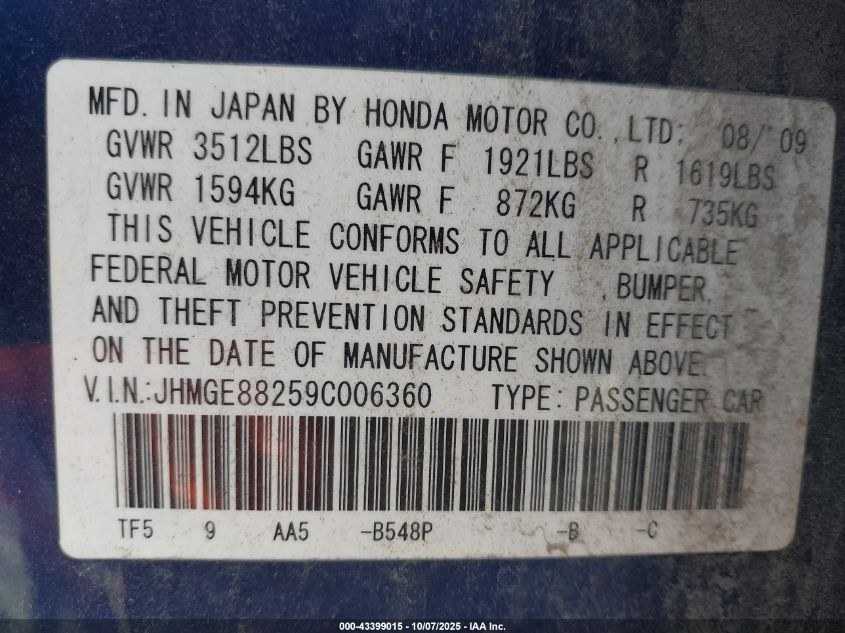 MFD. IN JAPAN BY HONDA MOTOR CO., LTD. 08/ 09
GVWR 3512LBS GAWR F 1921LBS R 1619LBS
GVWR 1594KG GAWR F 872KG R 735KG
THIS VEHICLE CONFORMS TO ALL APPLICABLE
FEDERAL MOTOR VEHICLE SAFETY , BUMPER,
AND THEFT PREVENTION STANDARDS IN EFFECT
ON THE DATE OF MANUFACTURE SHOWN ABOVE.
V.I.N.:JHMGE88259C006360 TYPE: PASSENGER CAR
TF5 9 AA5 -B548P -B -C
000-43399015 - 10/07/2025 - IAA Inc.